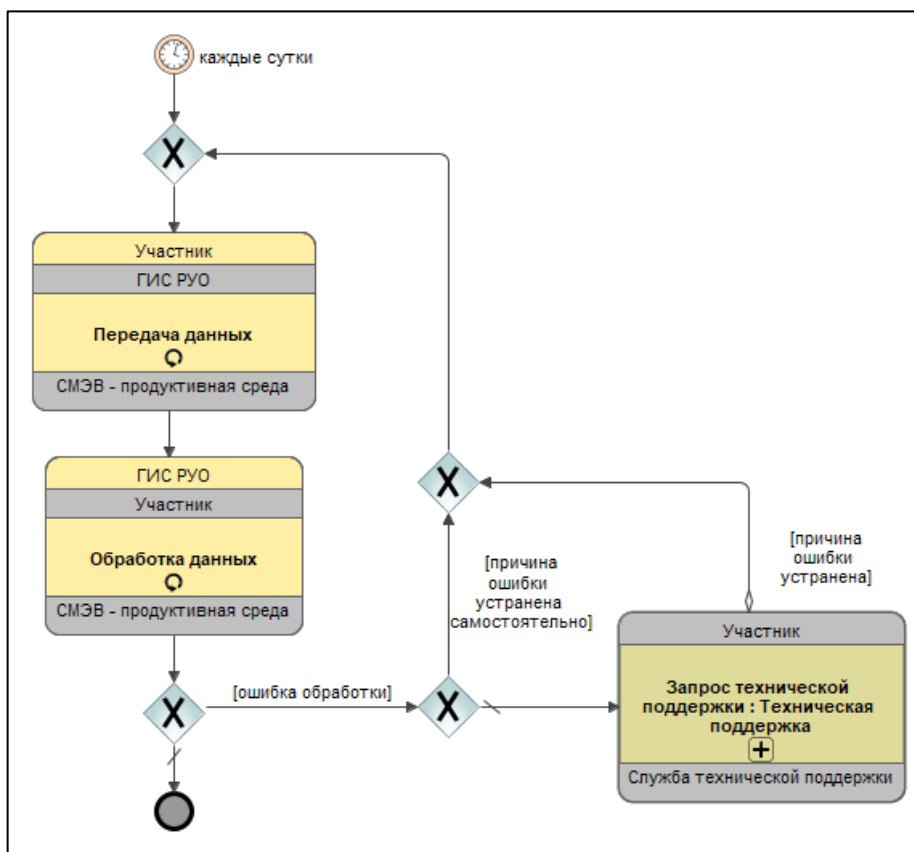 каждые сутки
Участник
ГИС РУО
Передача данных
СМЭВ - продуктивная среда
ГИС РУО
Участник
Обработка данных
СМЭВ - продуктивная среда
[ошибка обработки]
[причина
ошибки
устранена
самостоятельно]
[причина
ошибки
устранена]
Участник
Запрос технической
поддержки : Техническая
поддержка
Служба технической поддержки